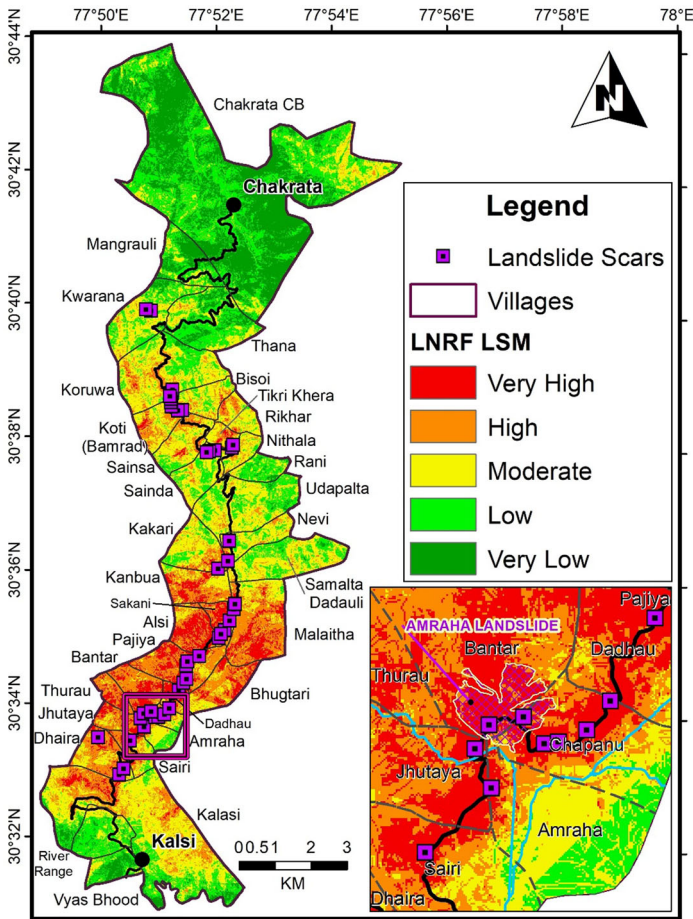 77°50'E
77°52'E
77°54'E
77°56'E
77°58'E
78°E
30°44'N
30°42'N
30°40'N
30°38'N
30°36'N
30°34'N
30°32'N
N
Chakrata CB
Chakrata
Mangrauli
Kwarana
Thana
Koruwa
Bisoi
Tikri Khera
Rikhar
Koti
(Bamrad)
Nithala
Sainsa
Rani
Sainda
Udapalta
Nevi
Kakari
Kanbua
Samalta
Dadauli
Sakani
Alsi
Pajiya
Malaitha
Bantar
Bhugtari
Thurau
Jhutaya
Dadhau
Dhaira
Amraha
Sairi
Kalasi
Kalsi
River
Range
Vyas Bhood
00.51 2 3
KM
Legend
Landslide Scars
Villages
LNRF LSM
Very High
High
Moderate
Low
Very Low
Pajiya
AMRAHA LANDSLIDE
Dadhau
Bantar
Thurau
Chapanu
Jhutaya
Amraha
Sairi
Dhaira